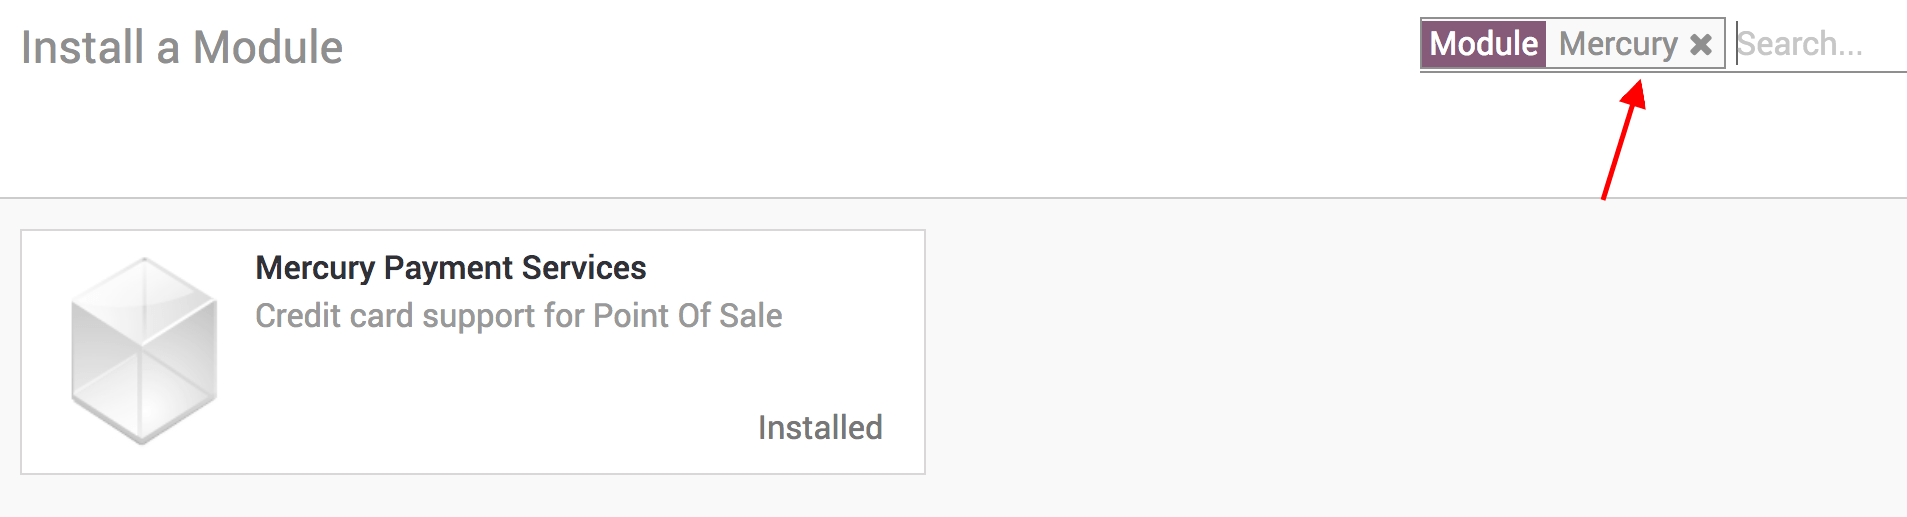 Install a Module
Module Mercury ✖ Search...
Mercury Payment Services
Credit card support for Point Of Sale
Installed